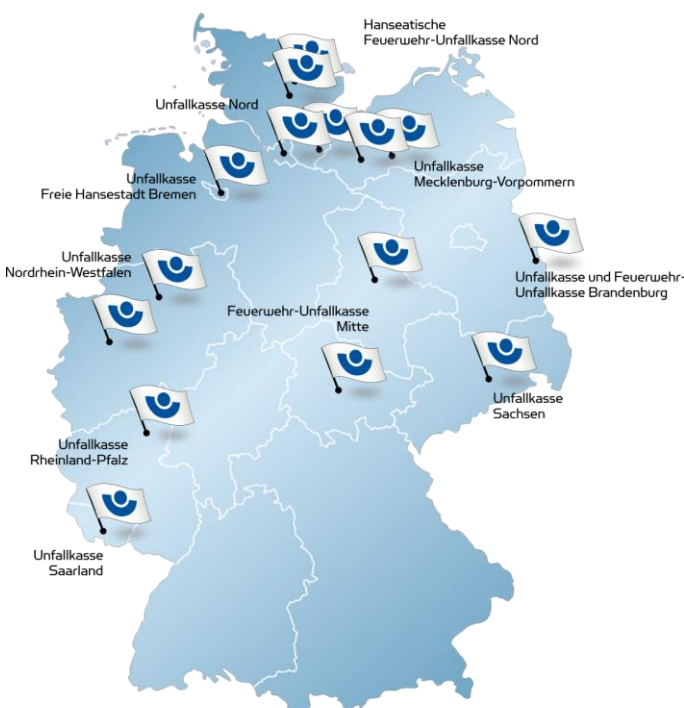 Hanseatische
Feuerwehr-Unfallkasse Nord
Unfallkasse Nord
Unfallkasse
Mecklenburg-Vorpommern
Unfallkasse
Freie Hansestadt Bremen
Unfallkasse
Nordrhein-Westfalen
Unfallkasse und Feuerwehr-
Unfallkasse Brandenburg
Feuerwehr-Unfallkasse
Mitte
Unfallkasse
Sachsen
Unfallkasse
Rheinland-Pfalz
Unfallkasse
Saarland